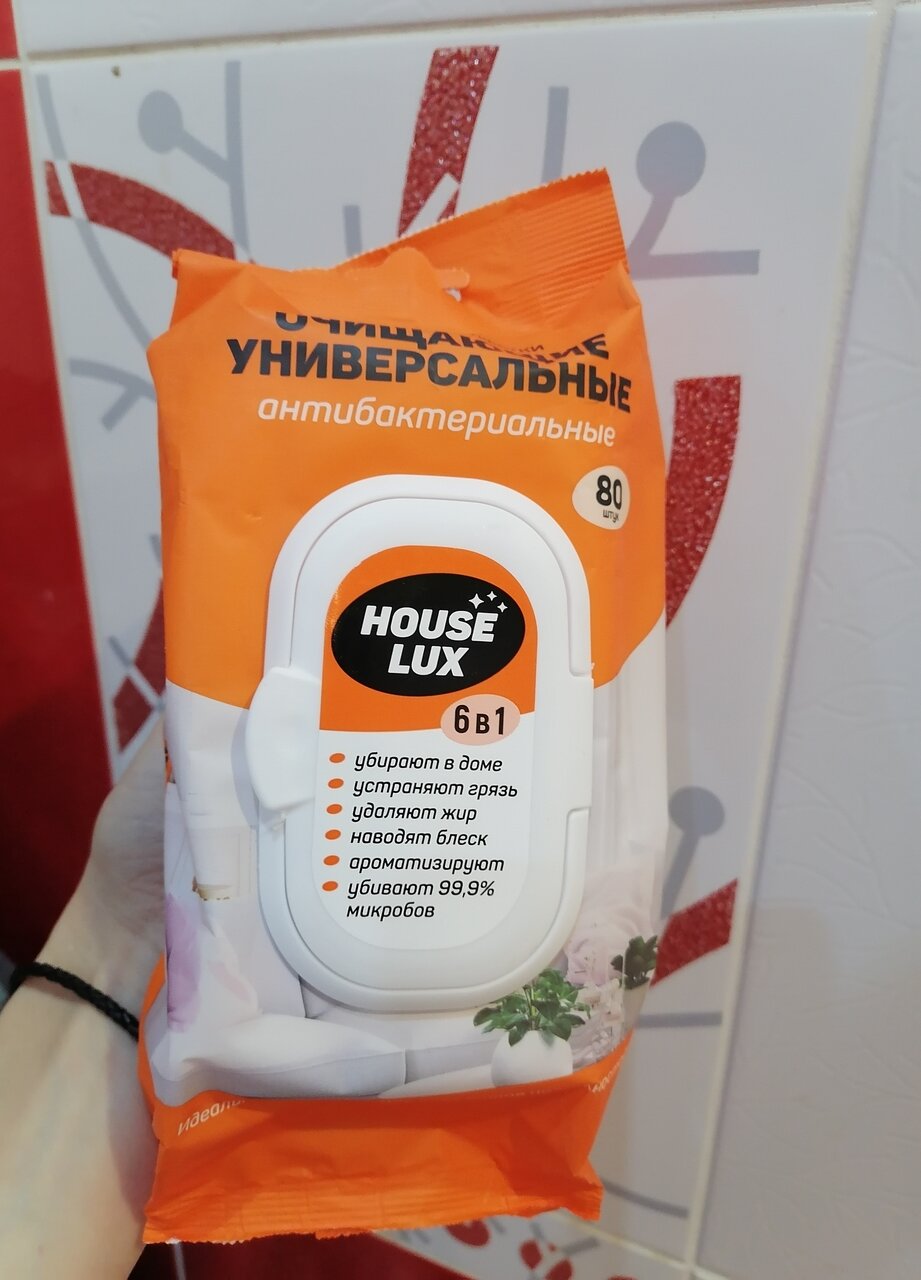 ОЧИЩАЮЩИЕ
УНИВЕРСАЛЬНЫЕ
антибактериальные
80
штук
HOUSE
LUX
6 в 1
убирают в доме
устраняют грязь
удаляют жир
наводят блеск
ароматизируют
убивают 99,9%
микробов